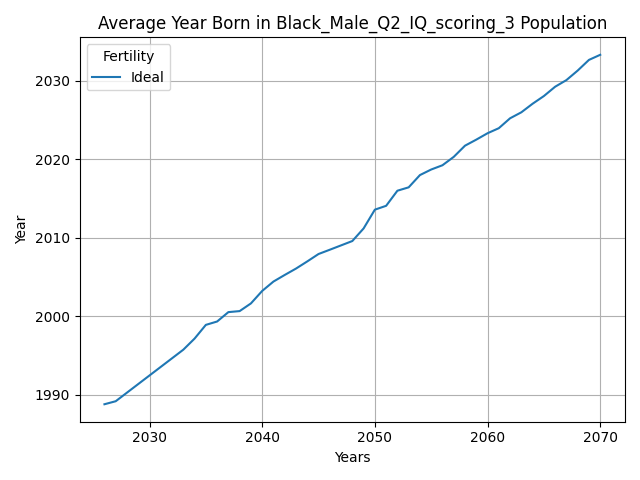 Average Year Born in Black_Male_Q2_IQ_scoring_3 Population
Fertility
Ideal
Year
2030
2020
2010
2000
1990
2030 2040 2050 2060 2070
Years